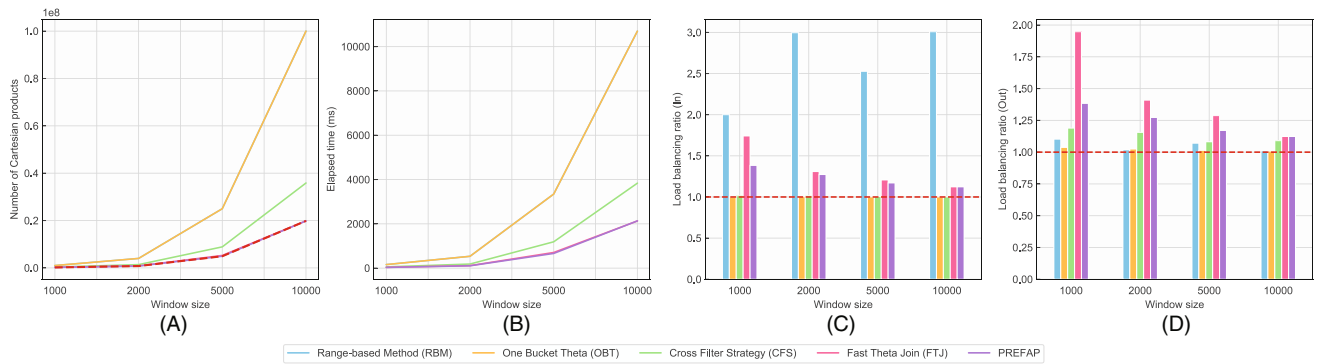 1e8
1.0
0.8
0.6
0.4
0.2
0.0
Number of Cartesian products
1000 2000 5000 10000
Window size
(A)
10000
8000
6000
4000
2000
0
Elapsed time (ms)
1000 2000 5000 10000
Window size
(B)
3.0
2.5
2.0
1.5
1.0
0.5
0.0
Load balancing ratio (In)
1000 2000 5000 10000
Window size
(C)
2.00
1.75
1.50
1.25
1.00
0.75
0.50
0.25
0.00
Load balancing ratio (Out)
1000 2000 5000 10000
Window size
(D)
Range-based Method (RBM) One Bucket Theta (OBT) Cross Filter Strategy (CFS) Fast Theta Join (FTJ) PREFAP